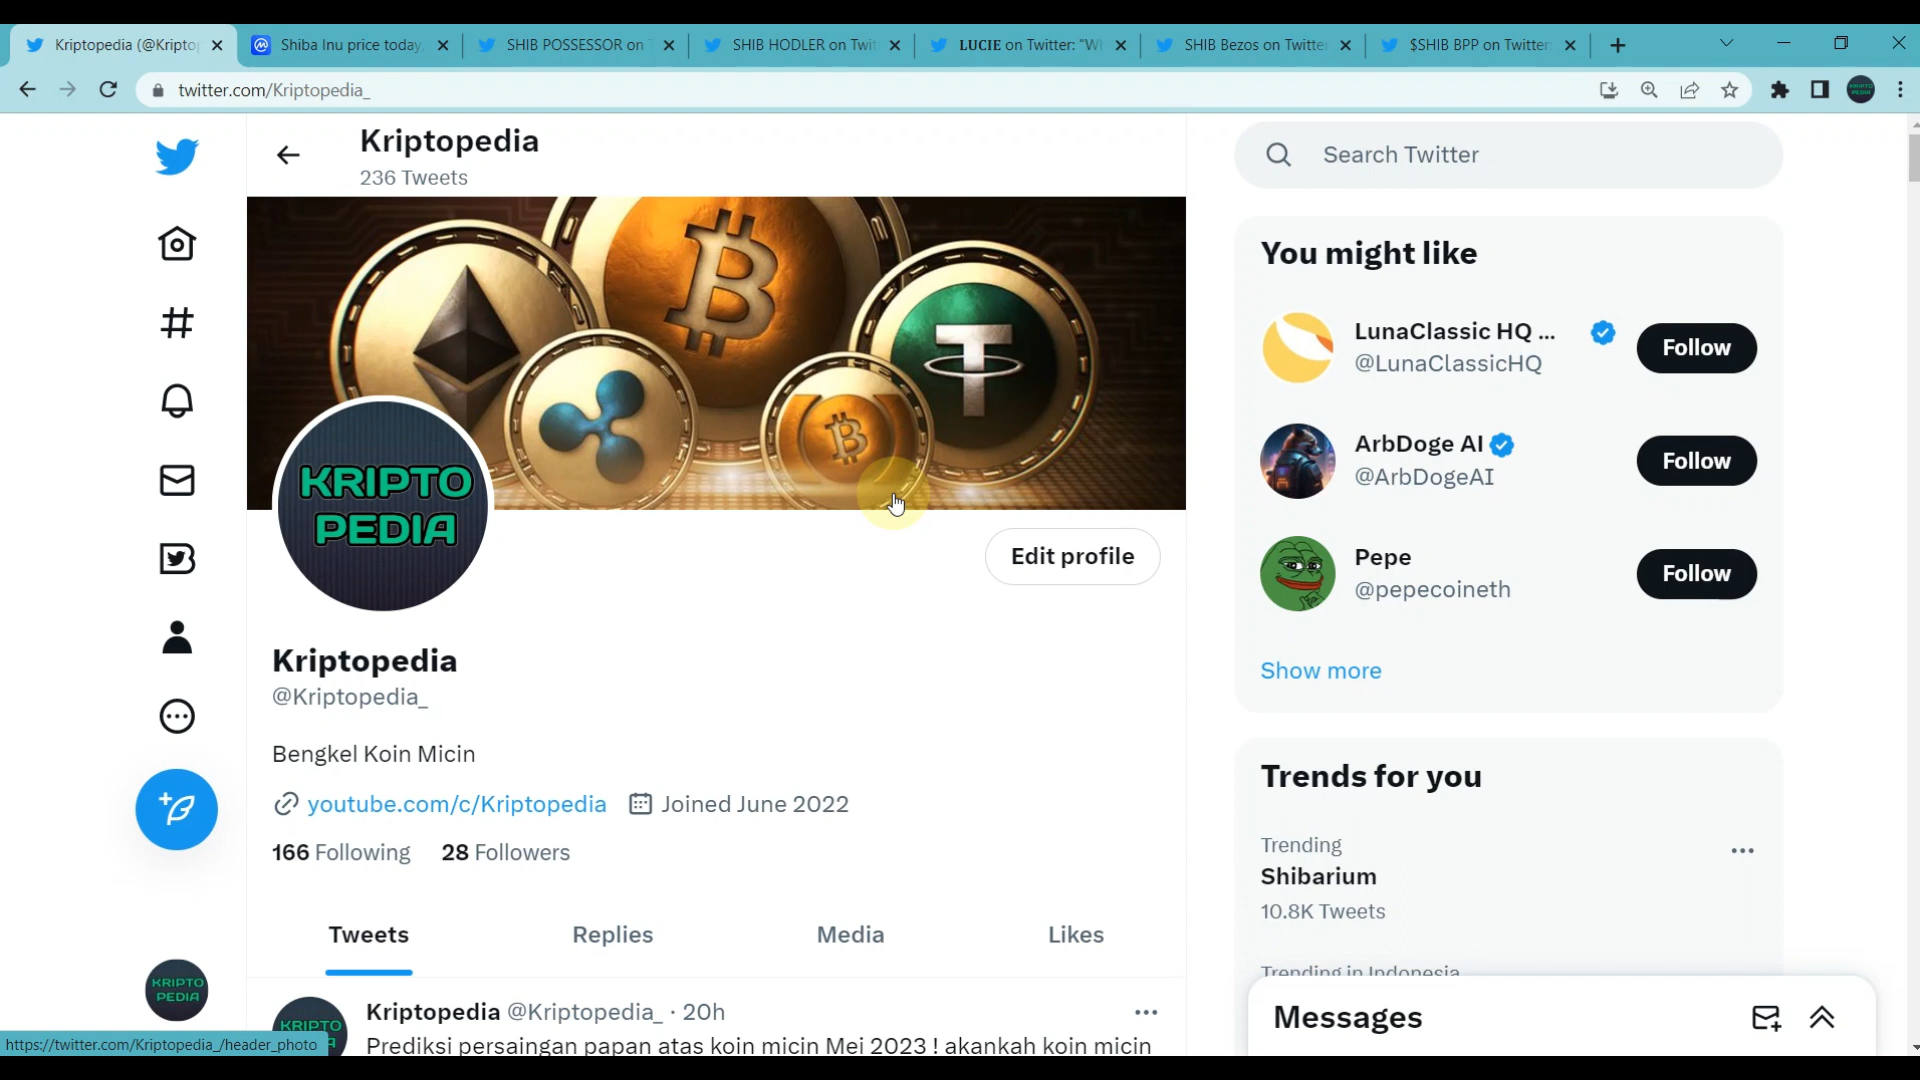 Kriptopedia (@Kripto
Shiba Inu price today,
SHIB POSSESSOR on T
SHIB HODLER on Twit
LUCIE on Twitter: "W
SHIB Bezos on Twitter
$SHIB BPP on Twitter
twitter.com/Kriptopedia_
Kriptopedia
236 Tweets
KRIPTO
PEDIA
Edit profile
Kriptopedia
@Kriptopedia_
Bengkel Koin Micin
youtube.com/c/Kriptopedia
Joined June 2022
166 Following
28 Followers
Tweets
Replies
Media
Likes
KRIPTO
Kriptopedia @Kriptopedia_ · 20h
Prediksi persaingan papan atas koin micin Mei 2023 ! akankah koin micin
Search Twitter
You might like
LunaClassic HQ ...
@LunaClassicHQ
Follow
ArbDoge AI
@ArbDogeAI
Follow
Pepe
@pepecoineth
Follow
Show more
Trends for you
Trending
Shibarium
10.8K Tweets
Trending in Indonesia
Messages
KRIPTO
PEDIA
https://twitter.com/Kriptopedia_/header_photo